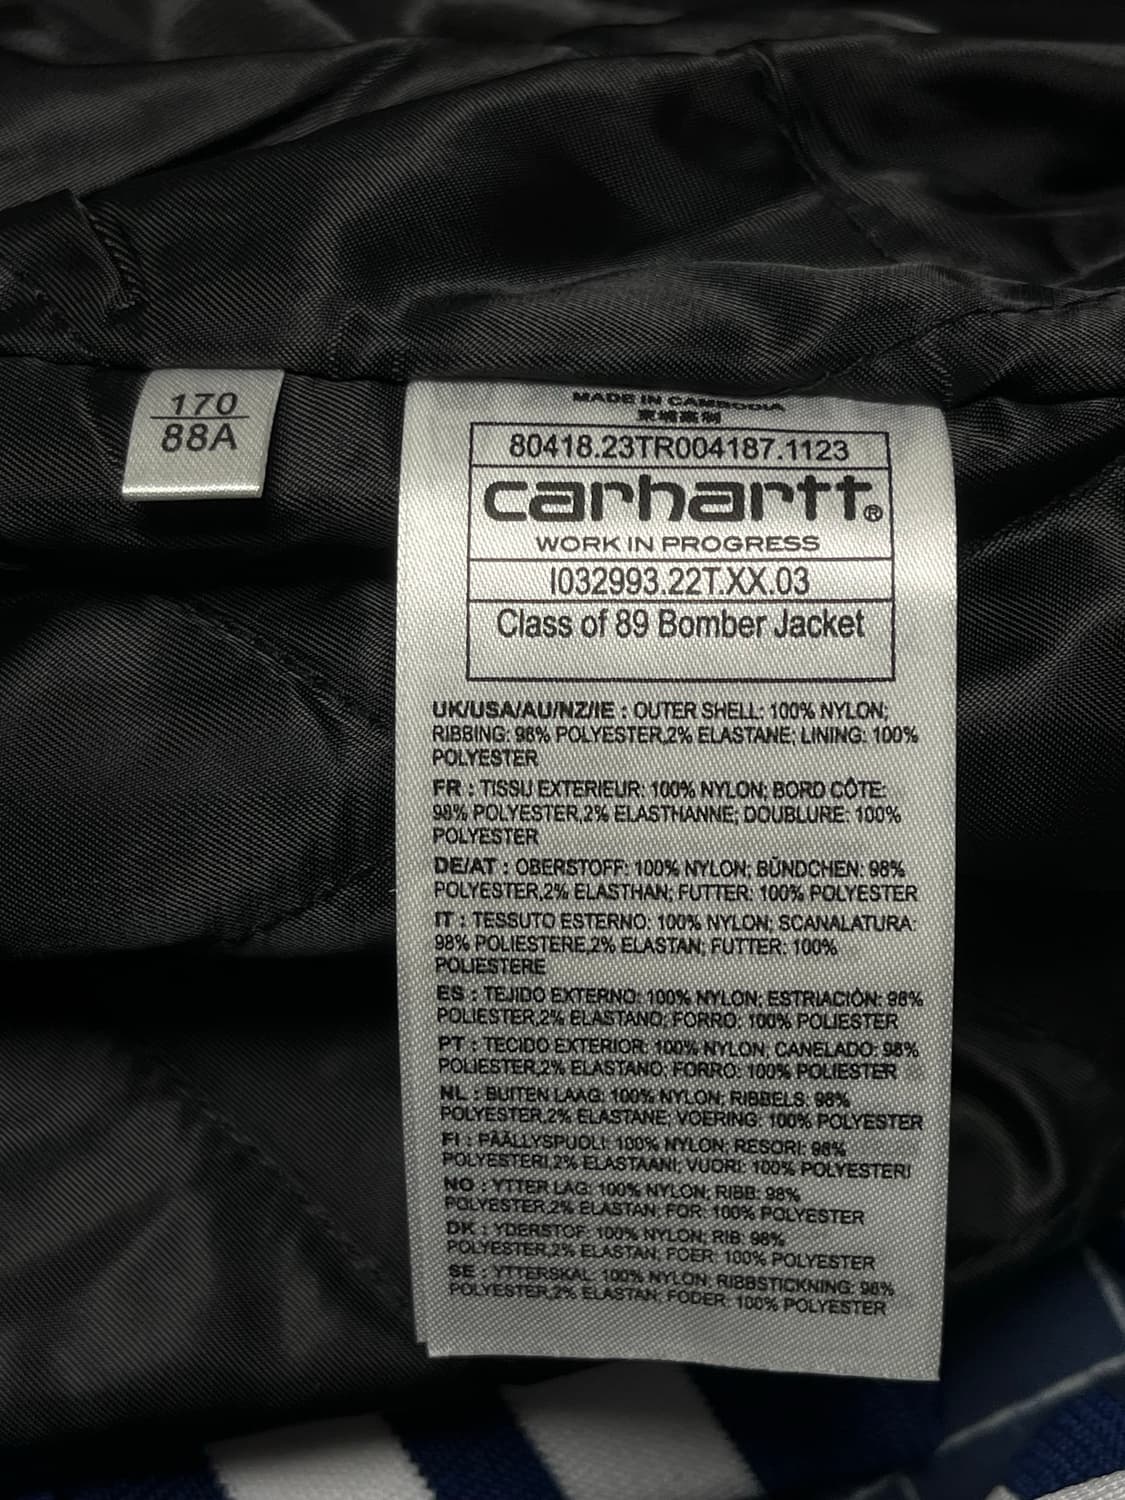 170
88A
MADE IN CAMBODIA
柬埔寨制
80418.23TR004187.1123
carhartt®
WORK IN PROGRESS
I032993.22T.XX.03
Class of 89 Bomber Jacket
UK/USA/AU/NZ/IE : OUTER SHELL: 100% NYLON;
RIBBING: 98% POLYESTER,2% ELASTANE; LINING: 100%
POLYESTER
FR : TISSU EXTERIEUR: 100% NYLON; BORD CÔTE:
98% POLYESTER,2% ELASTHANNE; DOUBLURE: 100%
POLYESTER
DE/AT : OBERSTOFF: 100% NYLON; BÜNDCHEN: 98%
POLYESTER,2% ELASTHAN; FUTTER: 100% POLYESTER
IT : TESSUTO ESTERNO: 100% NYLON; SCANALATURA:
98% POLIESTERE,2% ELASTAN; FUTTER: 100%
POLIESTERE
ES : TEJIDO EXTERNO: 100% NYLON; ESTRIACIÓN: 98%
POLIESTER,2% ELASTANO; FORRO: 100% POLIESTER
PT : TECIDO EXTERIOR: 100% NYLON; CANELADO: 98%
POLIESTER,2% ELASTANO; FORRO: 100% POLIESTER
NL : BUITEN LAAG: 100% NYLON; RIBBELS: 98%
POLYESTER,2% ELASTANE; VOERING: 100% POLYESTER
FI : PÄÄLLYSPUOLI: 100% NYLON; RESORI: 98%
POLYESTERI,2% ELASTAANI; VUORI: 100% POLYESTERI
NO : YTTER LAG: 100% NYLON; RIBB: 98%
POLYESTER,2% ELASTAN; FOR: 100% POLYESTER
DK : YDERSTOF: 100% NYLON; RIB: 98%
POLYESTER,2% ELASTAN; FOER: 100% POLYESTER
SE : YTTERSKAL: 100% NYLON; RIBBSTICKNING: 98%
POLYESTER,2% ELASTAN; FODER: 100% POLYESTER